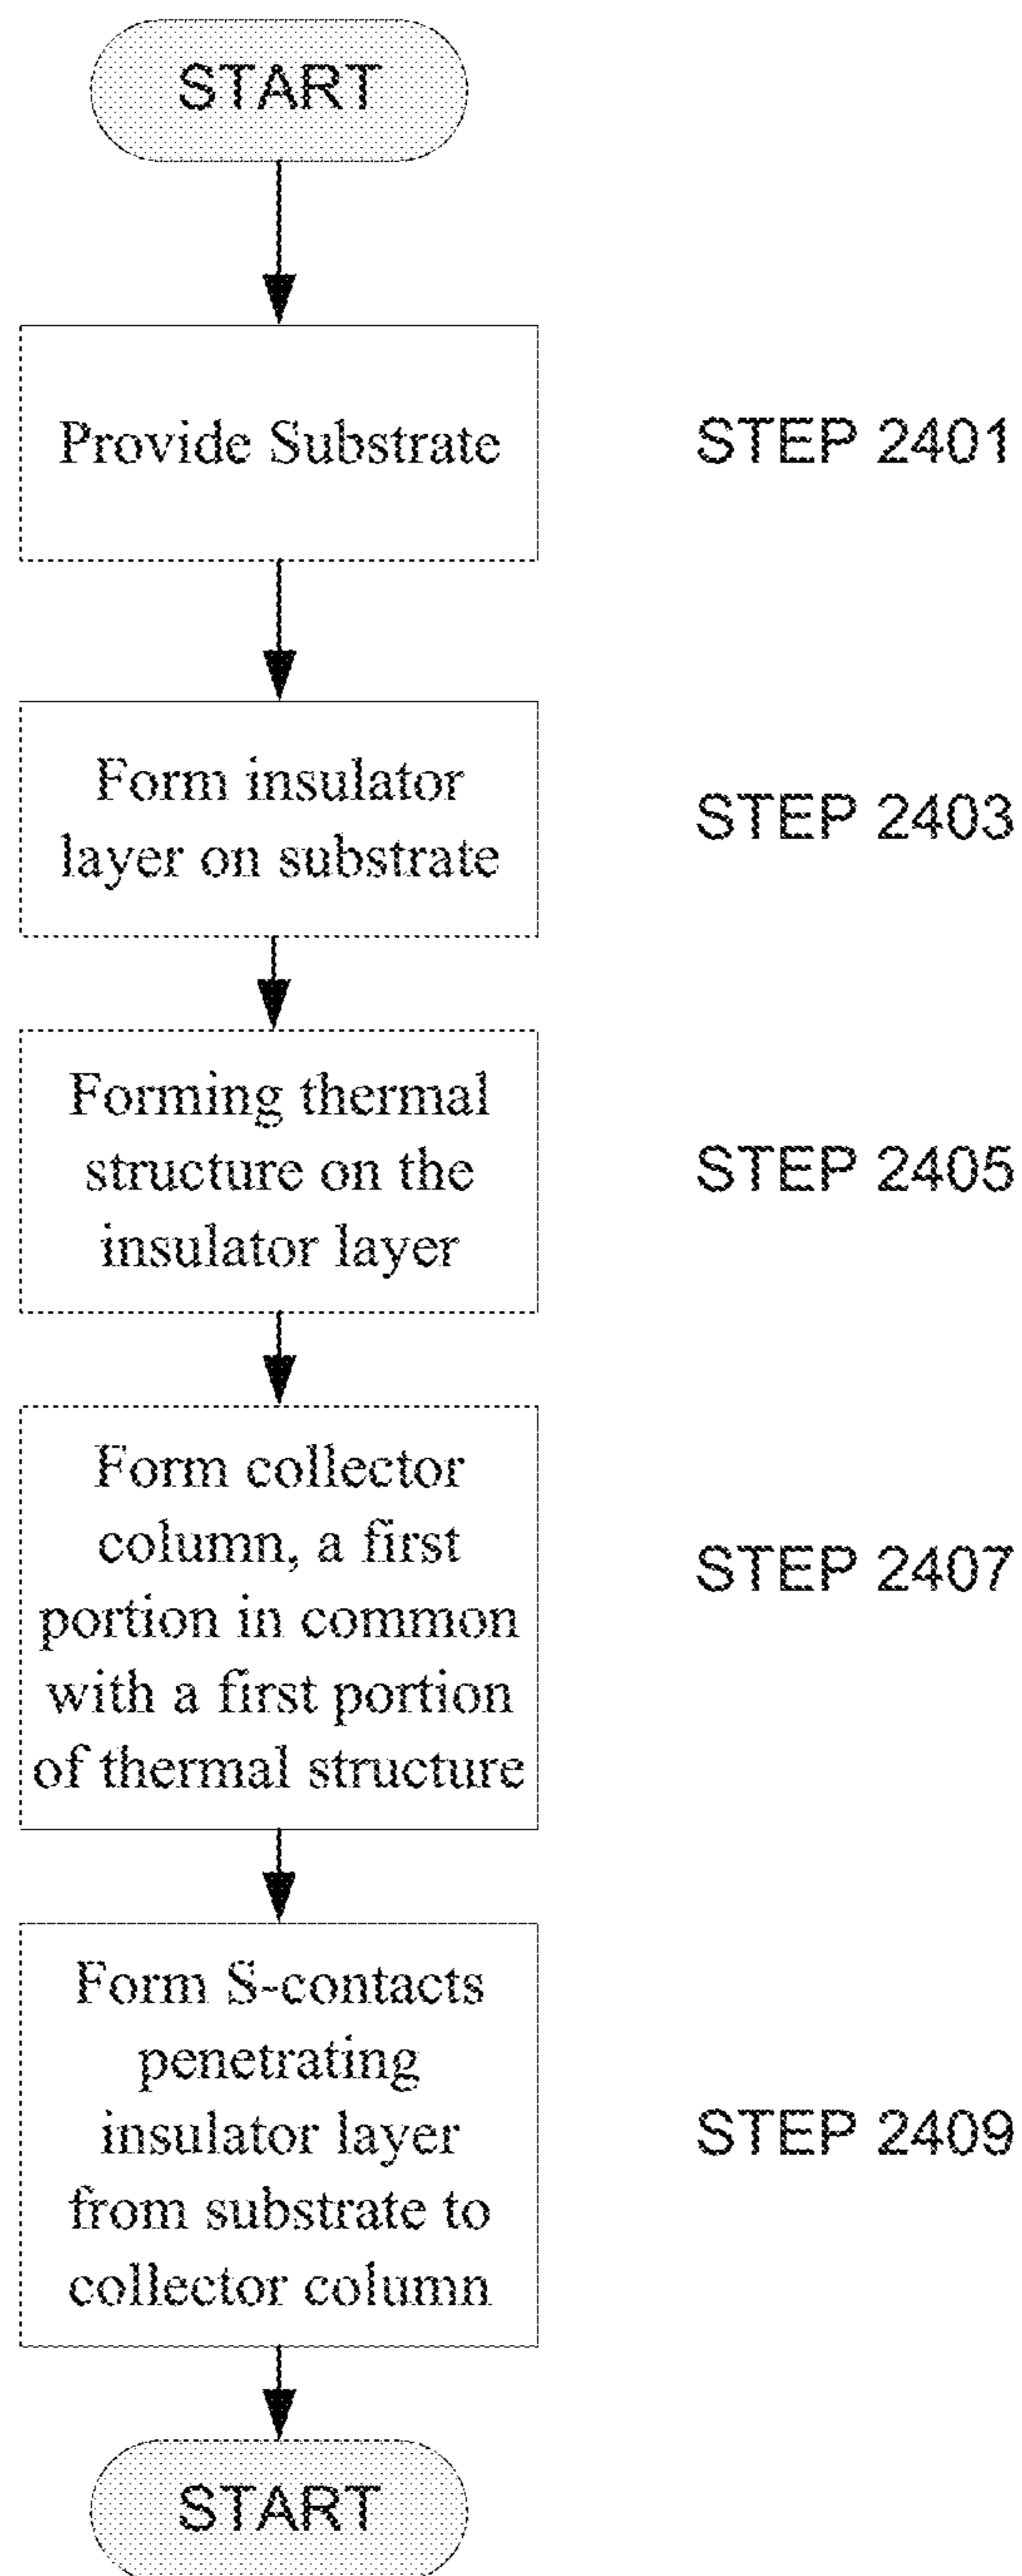 START
Provide Substrate
STEP 2401
Form insulator
layer on substrate
STEP 2403
Forming thermal
structure on the
insulator layer
STEP 2405
Form collector
column, a first
portion in common
with a first portion
of thermal structure
STEP 2407
Form S-contacts
penetrating
insulator layer
from substrate to
collector column
STEP 2409
START